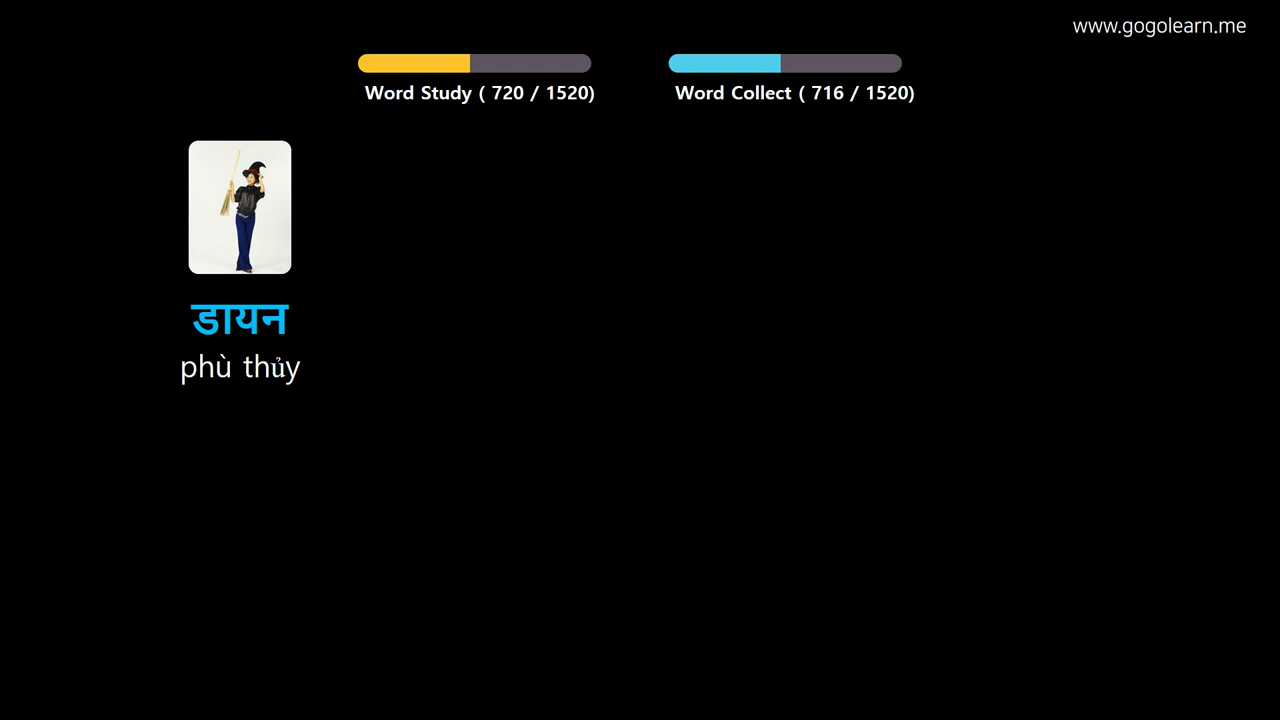 www.gogolearn.me
Word Study ( 720 / 1520)
Word Collect ( 716 / 1520)
डायन
phù thủy